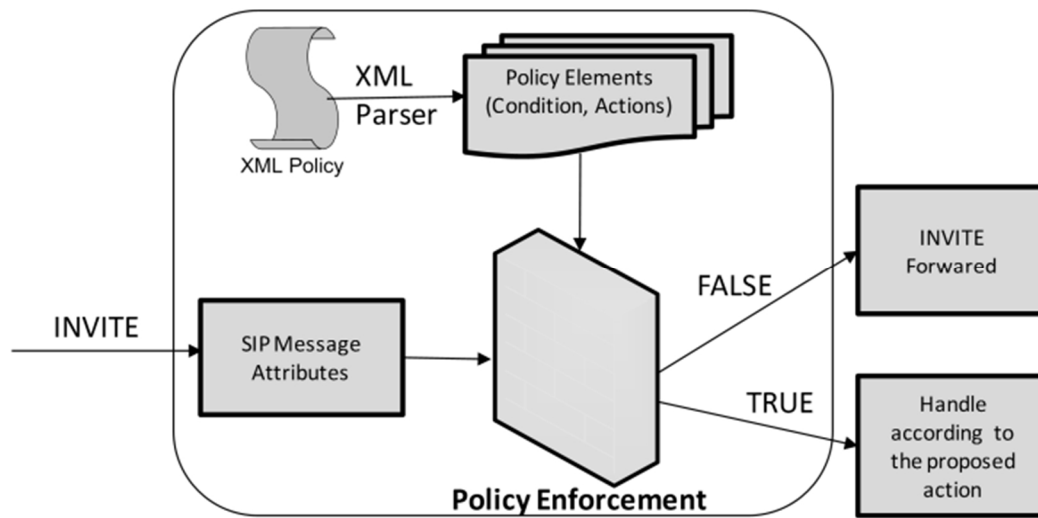 XML
Parser
XML Policy
Policy Elements
(Condition, Actions)
INVITE
SIP Message
Attributes
FALSE
TRUE
INVITE
Forwared
Handle
according to
the proposed
action
Policy Enforcement